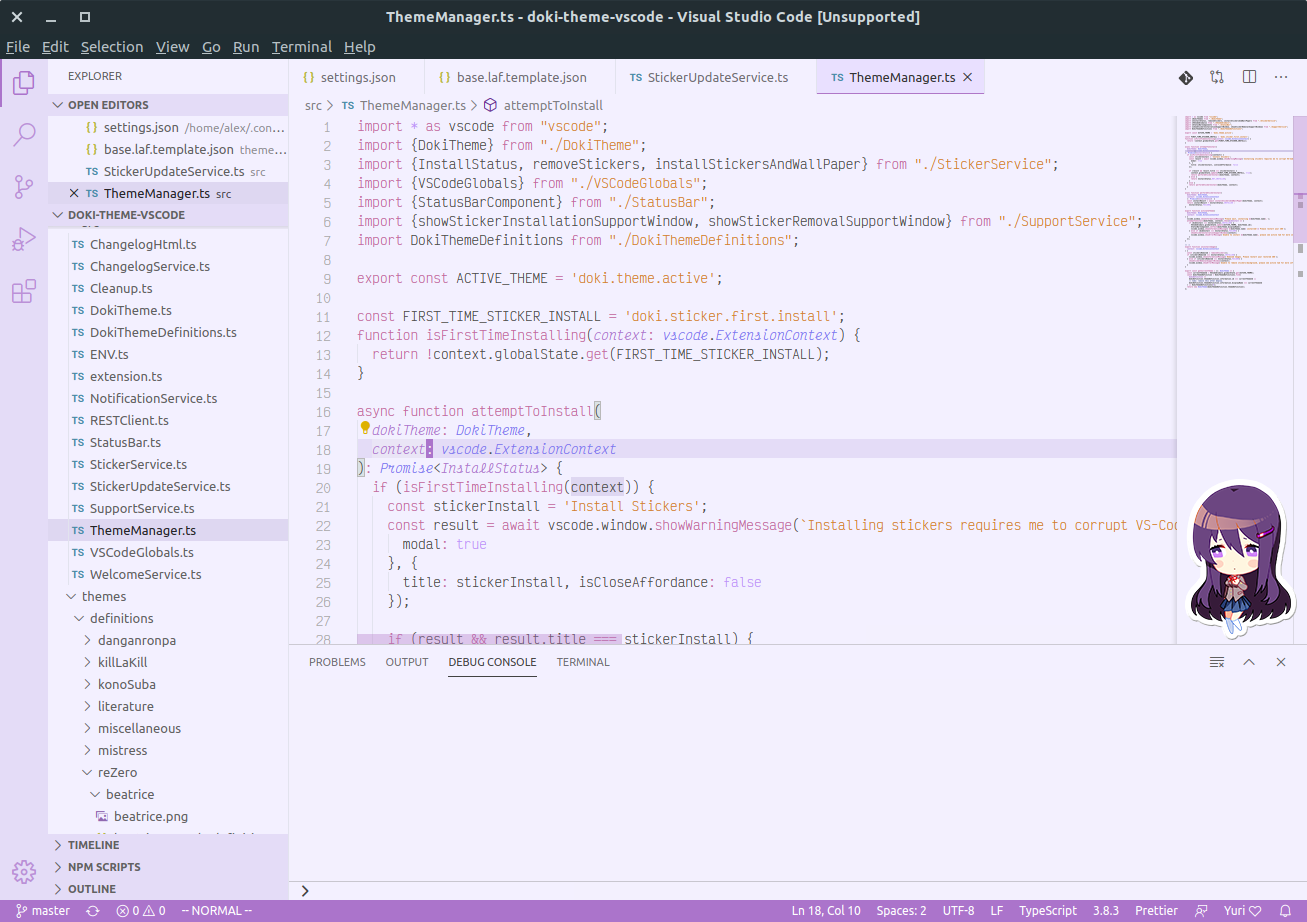 ThemeManager.ts - doki-theme-vscode - Visual Studio Code [Unsupported]
File Edit Selection View Go Run Terminal Help
EXPLORER
OPEN EDITORS
{} settings.json /home/alex/.con...
{} base.laf.template.json theme...
TS StickerUpdateService.ts src
TS ThemeManager.ts src
DOKI-THEME-VSCODE
TS ChangelogHtml.ts
TS ChangelogService.ts
TS Cleanup.ts
TS DokiTheme.ts
TS DokiThemeDefinitions.ts
TS ENV.ts
TS extension.ts
TS NotificationService.ts
TS RESTClient.ts
TS StatusBar.ts
TS StickerService.ts
TS StickerUpdateService.ts
TS SupportService.ts
TS ThemeManager.ts
TS VSCodeGlobals.ts
TS WelcomeService.ts
themes
definitions
danganronpa
killLaKill
konoSuba
literature
miscellaneous
mistress
reZero
beatrice
beatrice.png
TIMELINE
NPM SCRIPTS
OUTLINE
{} settings.json {} base.laf.template.json TS StickerUpdateService.ts TS ThemeManager.ts
src > TS ThemeManager.ts > attemptToInstall
1 import * as vscode from "vscode";
2 import {DokiTheme} from "./DokiTheme";
3 import {InstallStatus, removeStickers, installStickersAndWallPaper} from "./StickerService";
4 import {VSCodeGlobals} from "./VSCodeGlobals";
5 import {StatusBarComponent} from "./StatusBar";
6 import {showStickerInstallationSupportWindow, showStickerRemovalSupportWindow} from "./SupportService";
7 import DokiThemeDefinitions from "./DokiThemeDefinitions";
8
9 export const ACTIVE_THEME = 'doki.theme.active';
10
11 const FIRST_TIME_STICKER_INSTALL = 'doki.sticker.first.install';
12 function isFirstTimeInstalling(context: vscode.ExtensionContext) {
13 return !context.globalState.get(FIRST_TIME_STICKER_INSTALL);
14 }
15
16 async function attemptToInstall(
17 dokiTheme: DokiTheme,
18 context: vscode.ExtensionContext
19 ): Promise<InstallStatus> {
20 if (isFirstTimeInstalling(context)) {
21 const stickerInstall = 'Install Stickers';
22 const result = await vscode.window.showWarningMessage(`Installing stickers requires me to corrupt VS-Cod
23 modal: true
24 }, {
25 title: stickerInstall, isCloseAffordance: false
26 });
27
28 if (result && result.title === stickerInstall) {
PROBLEMS OUTPUT DEBUG CONSOLE TERMINAL
>
master 0 0 -- NORMAL -- Ln 18, Col 10 Spaces: 2 UTF-8 LF TypeScript 3.8.3 Prettier Yuri ♡